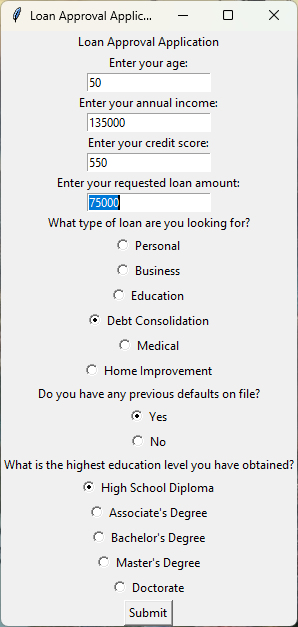 Loan Approval Applic...
Loan Approval Application
Enter your age:
50
Enter your annual income:
135000
Enter your credit score:
550
Enter your requested loan amount:
75000
What type of loan are you looking for?
Personal
Business
Education
Debt Consolidation
Medical
Home Improvement
Do you have any previous defaults on file?
Yes
No
What is the highest education level you have obtained?
High School Diploma
Associate's Degree
Bachelor's Degree
Master's Degree
Doctorate
Submit